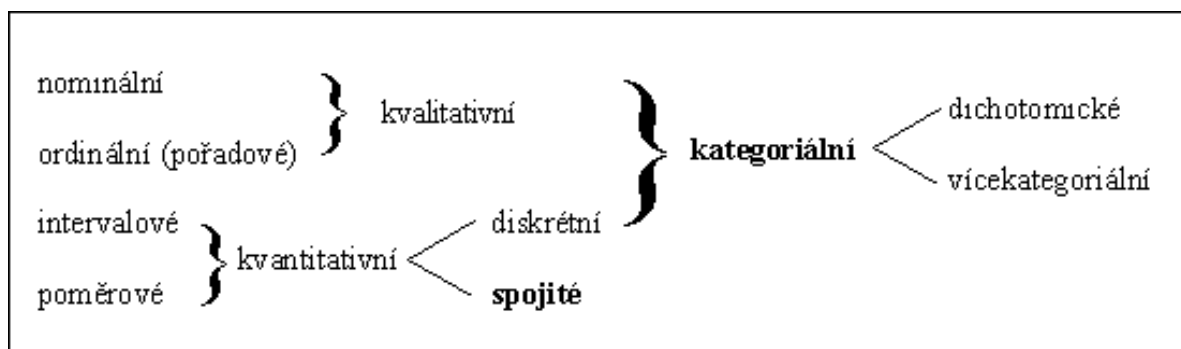 nominální
kvalitativní
ordinální (pořadové)
kategoriální
dichotomické
vícekategoriální
intervalové
diskrétní
kvantitativní
poměrové
spojité